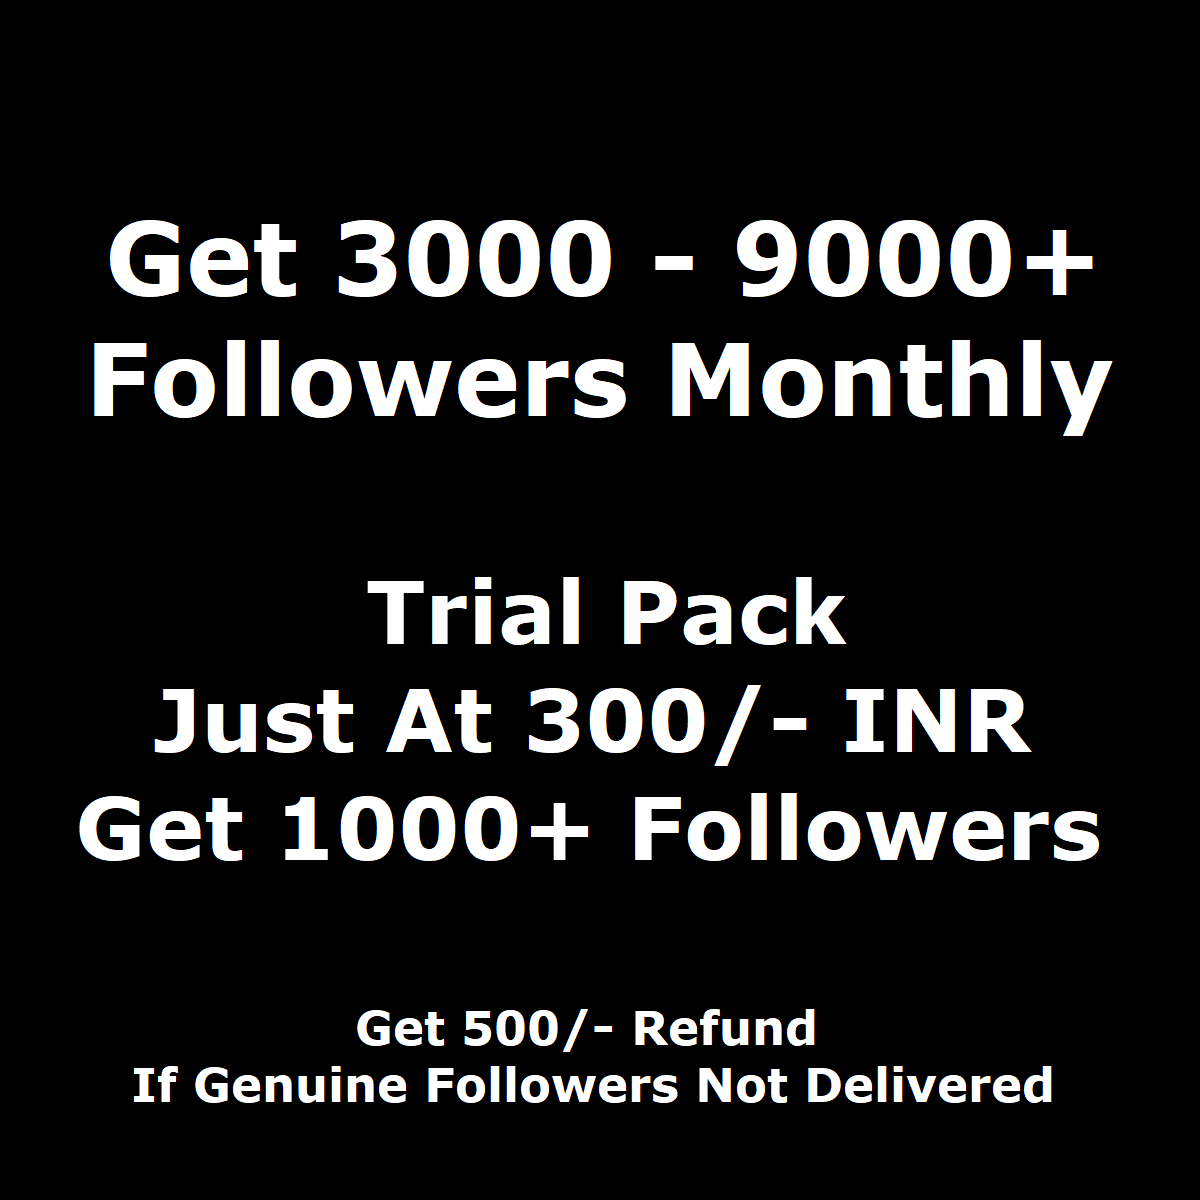 Get 3000 - 9000+
Followers Monthly
Trial Pack
Just At 300/- INR
Get 1000+ Followers
Get 500/- Refund
If Genuine Followers Not Delivered